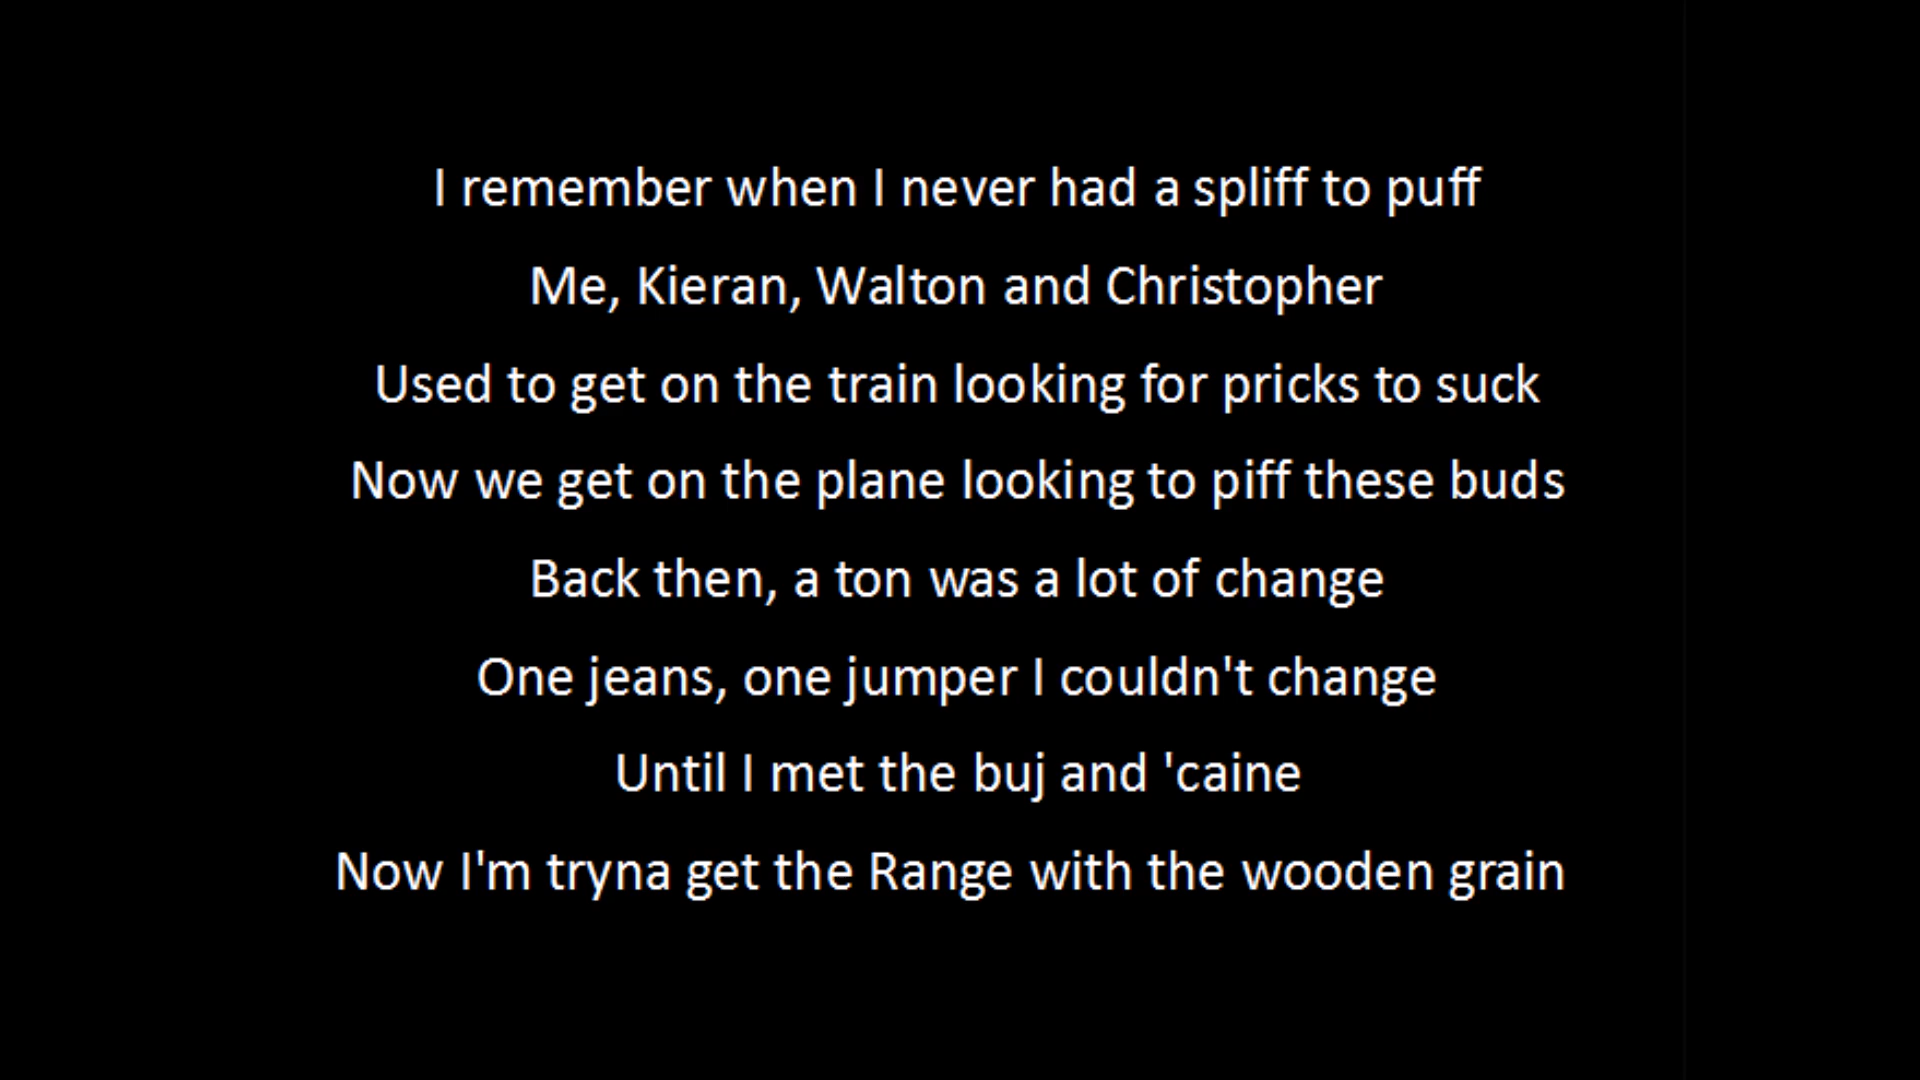 I remember when I never had a spliff to puff
Me, Kieran, Walton and Christopher
Used to get on the train looking for pricks to suck
Now we get on the plane looking to piff these buds
Back then, a ton was a lot of change
One jeans, one jumper I couldn't change
Until I met the buj and 'caine
Now I'm tryna get the Range with the wooden grain